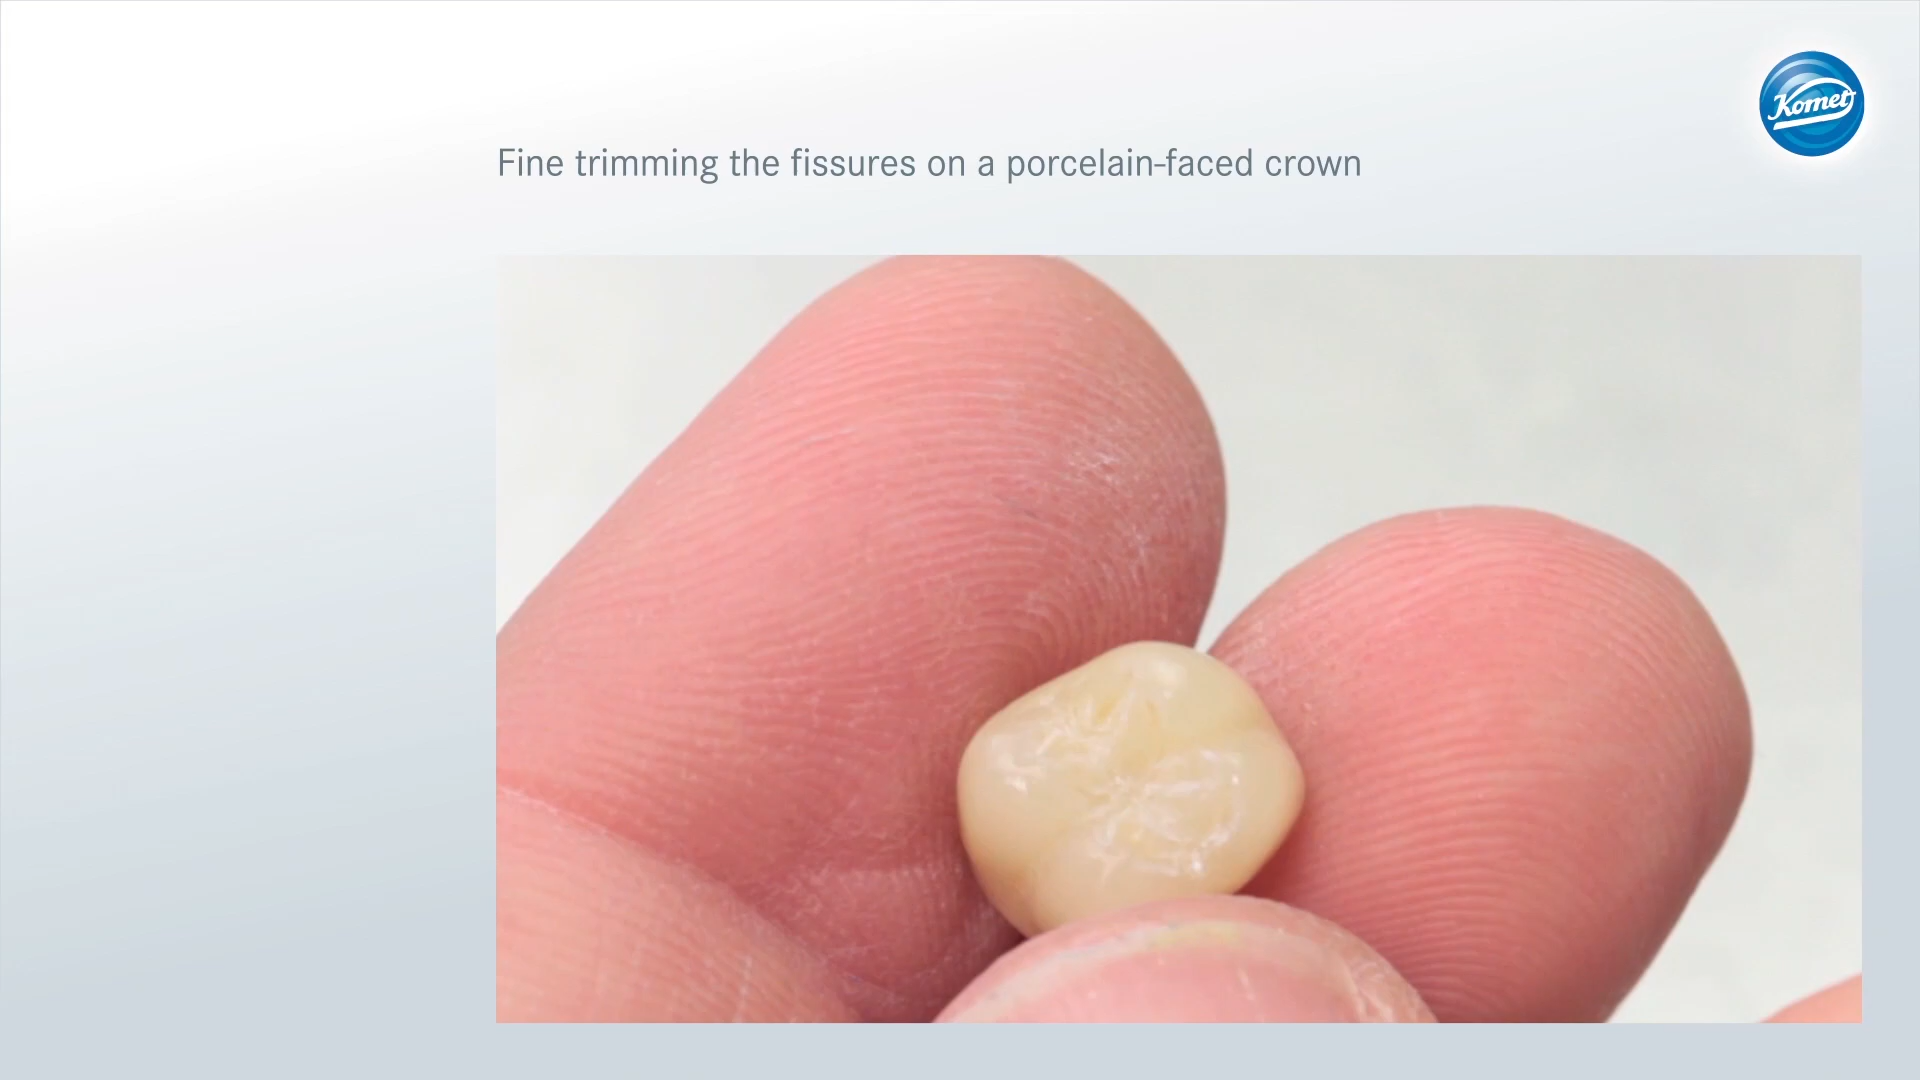 Komet
Fine trimming the fissures on a porcelain-faced crown